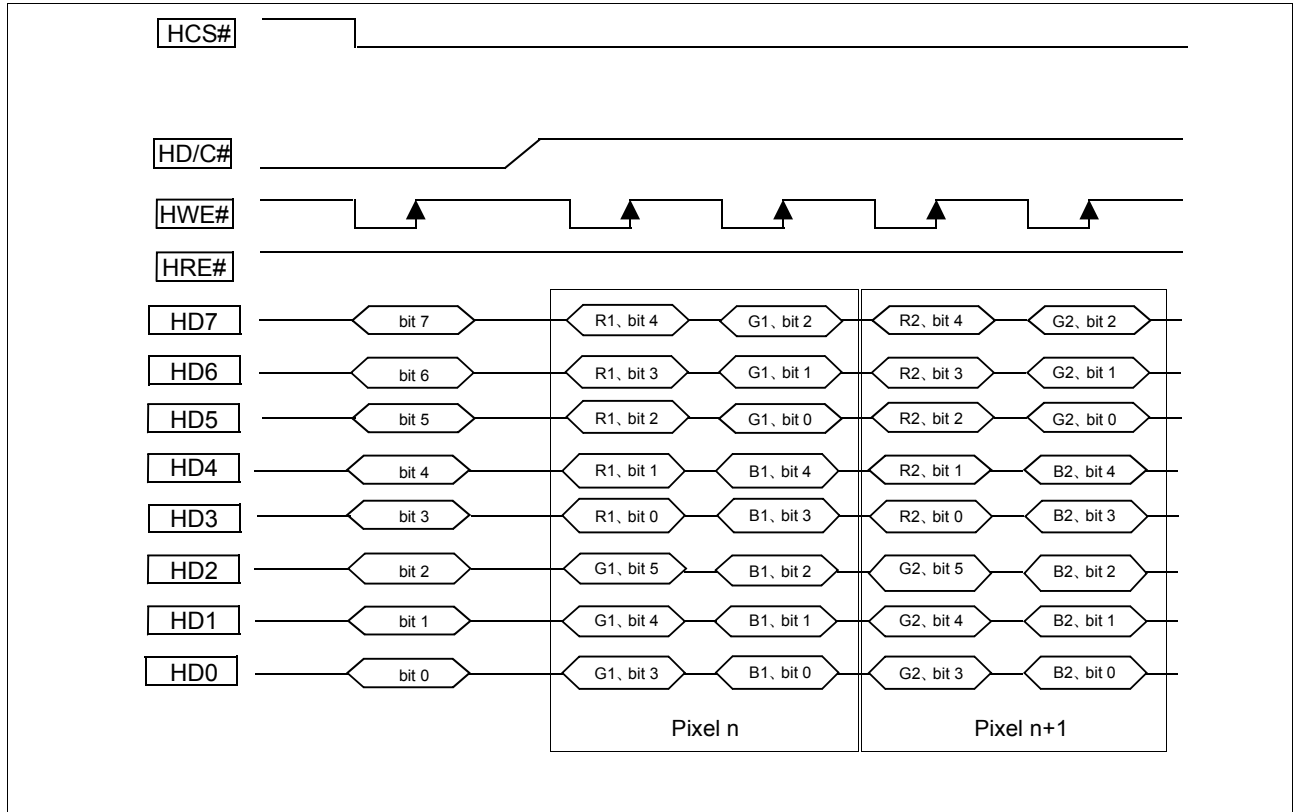 HCS#
HD/C#
HWE#
HRE#
HD7 bit 7 R1、bit 4 G1、bit 2 R2、bit 4 G2、bit 2
HD6 bit 6 R1、bit 3 G1、bit 1 R2、bit 3 G2、bit 1
HD5 bit 5 R1、bit 2 G1、bit 0 R2、bit 2 G2、bit 0
HD4 bit 4 R1、bit 1 B1、bit 4 R2、bit 1 B2、bit 4
HD3 bit 3 R1、bit 0 B1、bit 3 R2、bit 0 B2、bit 3
HD2 bit 2 G1、bit 5 B1、bit 2 G2、bit 5 B2、bit 2
HD1 bit 1 G1、bit 4 B1、bit 1 G2、bit 4 B2、bit 1
HD0 bit 0 G1、bit 3 B1、bit 0 G2、bit 3 B2、bit 0
Pixel n Pixel n+1